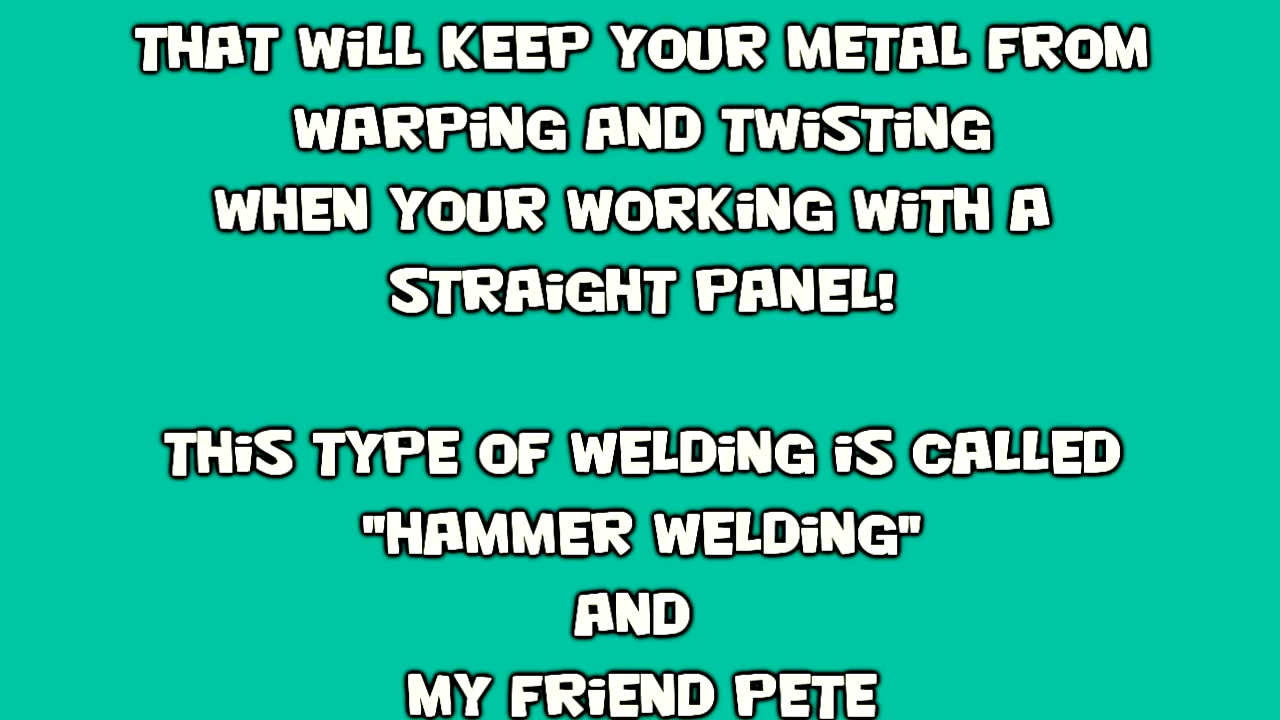 THAT WiLL KEEP YOUR METAL FROM
WARPiNG AND TWiSTiNG
WHEN YOUR WORKiNG WiTH A
STRAiGHT PANEL!
THiS TYPE OF WELDiNG iS CALLED
"HAMMER WELDiNG"
AND
MY FRiEND PETE